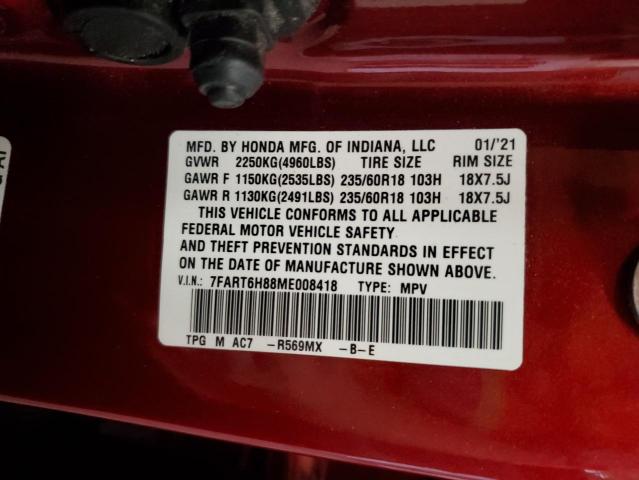 MFD. BY HONDA MFG. OF INDIANA, LLC 01/'21
GVWR 2250KG(4960LBS) TIRE SIZE RIM SIZE
GAWR F 1150KG(2535LBS) 235/60R18 103H 18X7.5J
GAWR R 1130KG(2491LBS) 235/60R18 103H 18X7.5J
THIS VEHICLE CONFORMS TO ALL APPLICABLE
FEDERAL MOTOR VEHICLE SAFETY
AND THEFT PREVENTION STANDARDS IN EFFECT
ON THE DATE OF MANUFACTURE SHOWN ABOVE.
V.I.N.: 7FART6H88ME008418 TYPE: MPV
TPG M AC7 -R569MX -B-E